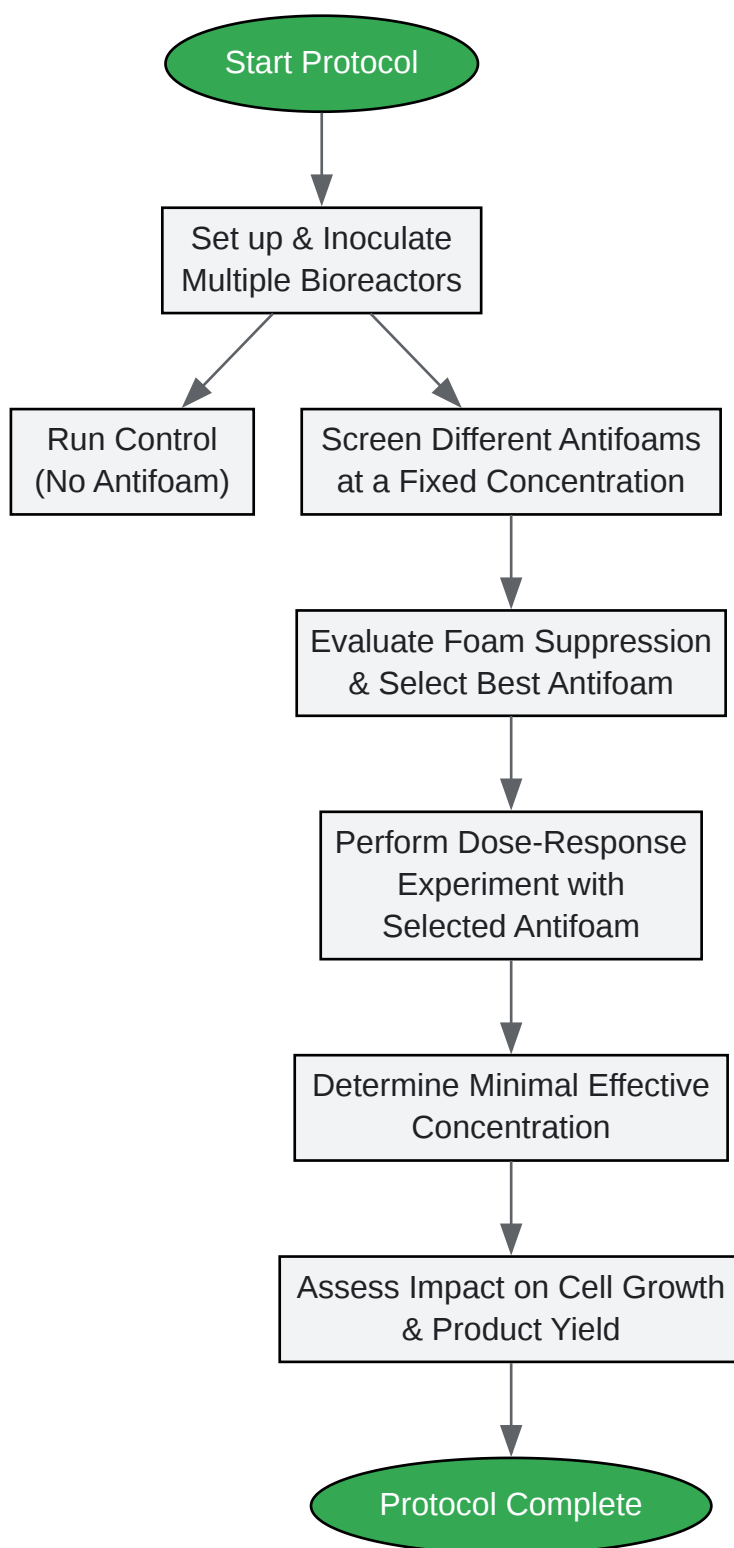 Start Protocol
Set up & Inoculate
Multiple Bioreactors
Run Control
(No Antifoam)
Screen Different Antifoams
at a Fixed Concentration
Evaluate Foam Suppression
& Select Best Antifoam
Perform Dose-Response
Experiment with
Selected Antifoam
Determine Minimal Effective
Concentration
Assess Impact on Cell Growth
& Product Yield
Protocol Complete